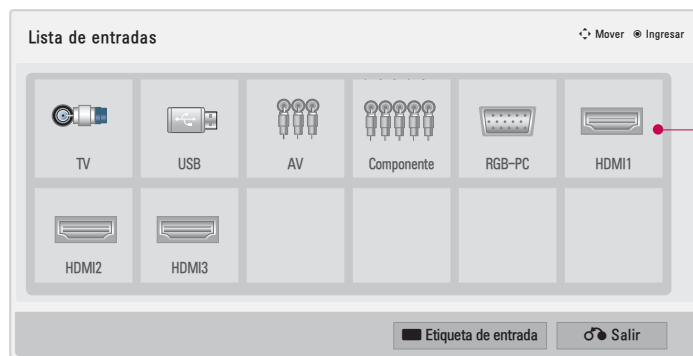 Lista de entradas
Mover Ingresar
TV USB AV Componente RGB-PC HDMI1
HDMI2 HDMI3
Etiqueta de entrada Salir